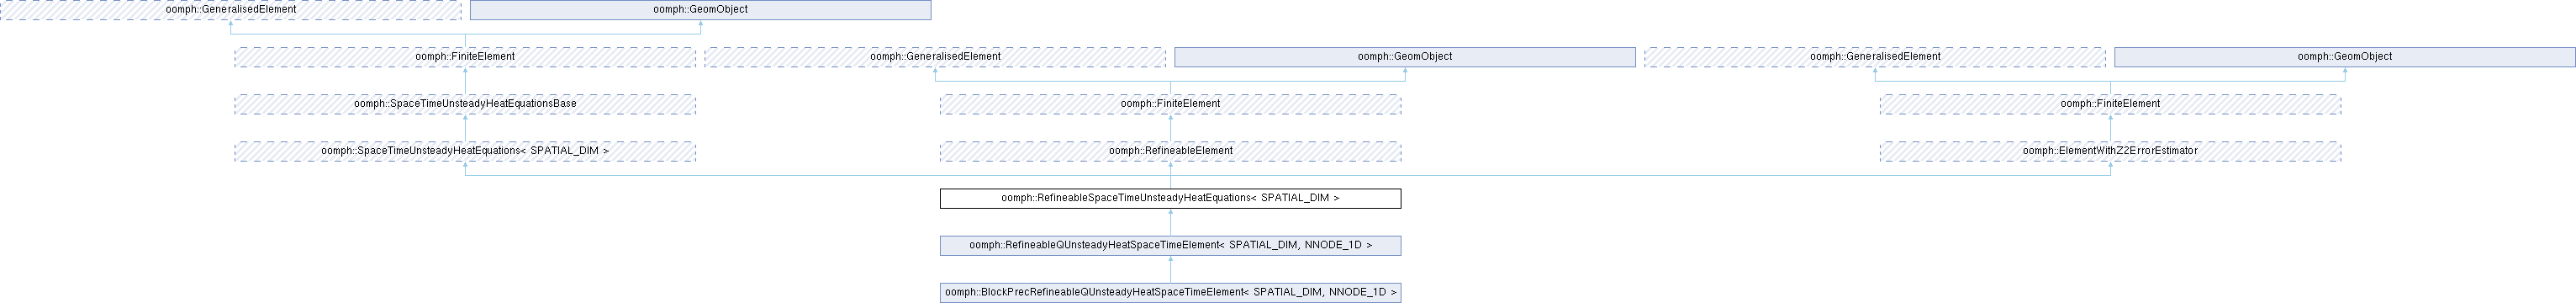 oomph::GeneralisedElement
oomph::GeomObject
oomph::FiniteElement
oomph::GeneralisedElement
oomph::GeomObject
oomph::GeneralisedElement
oomph::GeomObject
oomph::SpaceTimeUnsteadyHeatEquationsBase
oomph::FiniteElement
oomph::FiniteElement
oomph::SpaceTimeUnsteadyHeatEquations< SPATIAL_DIM >
oomph::RefineableElement
oomph::ElementWithZ2ErrorEstimator
oomph::RefineableSpaceTimeUnsteadyHeatEquations< SPATIAL_DIM >
oomph::RefineableQUnsteadyHeatSpaceTimeElement< SPATIAL_DIM, NNODE_1D >
oomph::BlockPrecRefineableQUnsteadyHeatSpaceTimeElement< SPATIAL_DIM, NNODE_1D >